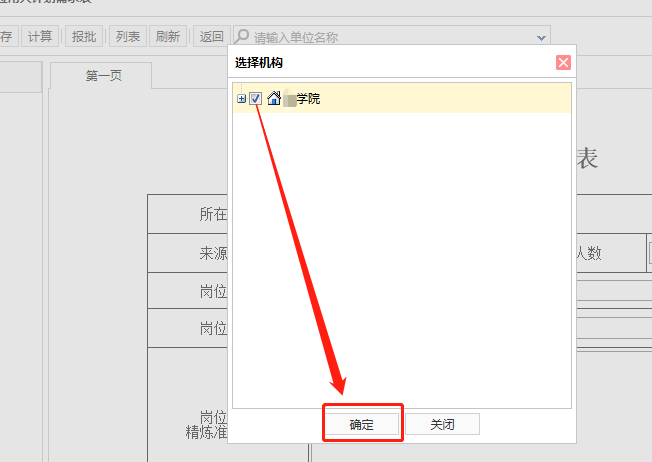 存 计算 报批 列表 刷新 返回 请输入单位名称
选择机构
第一页
学院
表
所在
来源 人数
岗位
岗位
岗位
精炼准
确定 关闭